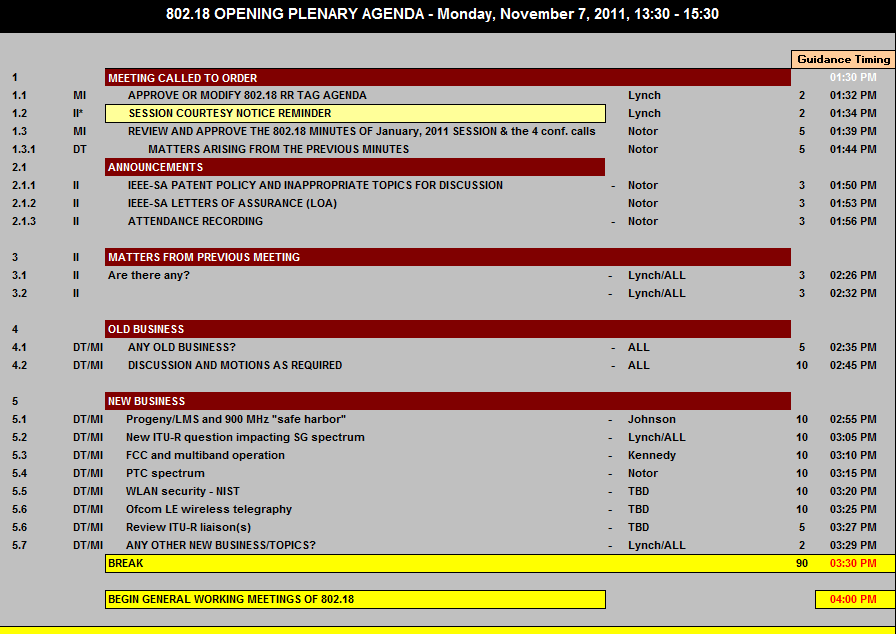 802.18 OPENING PLENARY AGENDA - Monday, November 7, 2011, 13:30 - 15:30
Guidance Timing
1 MEETING CALLED TO ORDER 01:30 PM
1.1 MI APPROVE OR MODIFY 802.18 RR TAG AGENDA Lynch 2 01:32 PM
1.2 II* SESSION COURTESY NOTICE REMINDER Lynch 2 01:34 PM
1.3 MI REVIEW AND APPROVE THE 802.18 MINUTES OF January, 2011 SESSION & the 4 conf. calls Notor 5 01:39 PM
1.3.1 DT MATTERS ARISING FROM THE PREVIOUS MINUTES Notor 5 01:44 PM
2.1 ANNOUNCEMENTS
2.1.1 II IEEE-SA PATENT POLICY AND INAPPROPRIATE TOPICS FOR DISCUSSION - Notor 3 01:50 PM
2.1.2 II IEEE-SA LETTERS OF ASSURANCE (LOA) Notor 3 01:53 PM
2.1.3 II ATTENDANCE RECORDING - Notor 3 01:56 PM
3 II MATTERS FROM PREVIOUS MEETING
3.1 II Are there any? - Lynch/ALL 3 02:26 PM
3.2 II - Lynch/ALL 3 02:32 PM
4 OLD BUSINESS
4.1 DT/MI ANY OLD BUSINESS? - ALL 5 02:35 PM
4.2 DT/MI DISCUSSION AND MOTIONS AS REQUIRED - ALL 10 02:45 PM
5 NEW BUSINESS
5.1 DT/MI Progeny/LMS and 900 MHz "safe harbor" - Johnson 10 02:55 PM
5.2 DT/MI New ITU-R question impacting SG spectrum - Lynch/ALL 10 03:05 PM
5.3 DT/MI FCC and multiband operation - Kennedy 10 03:10 PM
5.4 DT/MI PTC spectrum - Notor 10 03:15 PM
5.5 DT/MI WLAN security - NIST - TBD 10 03:20 PM
5.6 DT/MI Ofcom LE wireless telegraphy - TBD 10 03:25 PM
5.6 DT/MI Review ITU-R liaison(s) - TBD 5 03:27 PM
5.7 DT/MI ANY OTHER NEW BUSINESS/TOPICS? - Lynch/ALL 2 03:29 PM
BREAK 90 03:30 PM
BEGIN GENERAL WORKING MEETINGS OF 802.18 04:00 PM